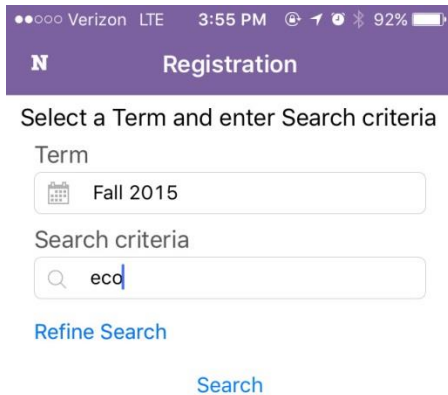 Verizon LTE 3:55 PM 92%
N Registration
Select a Term and enter Search criteria
Term
Fall 2015
Search criteria
eco
Refine Search
Search